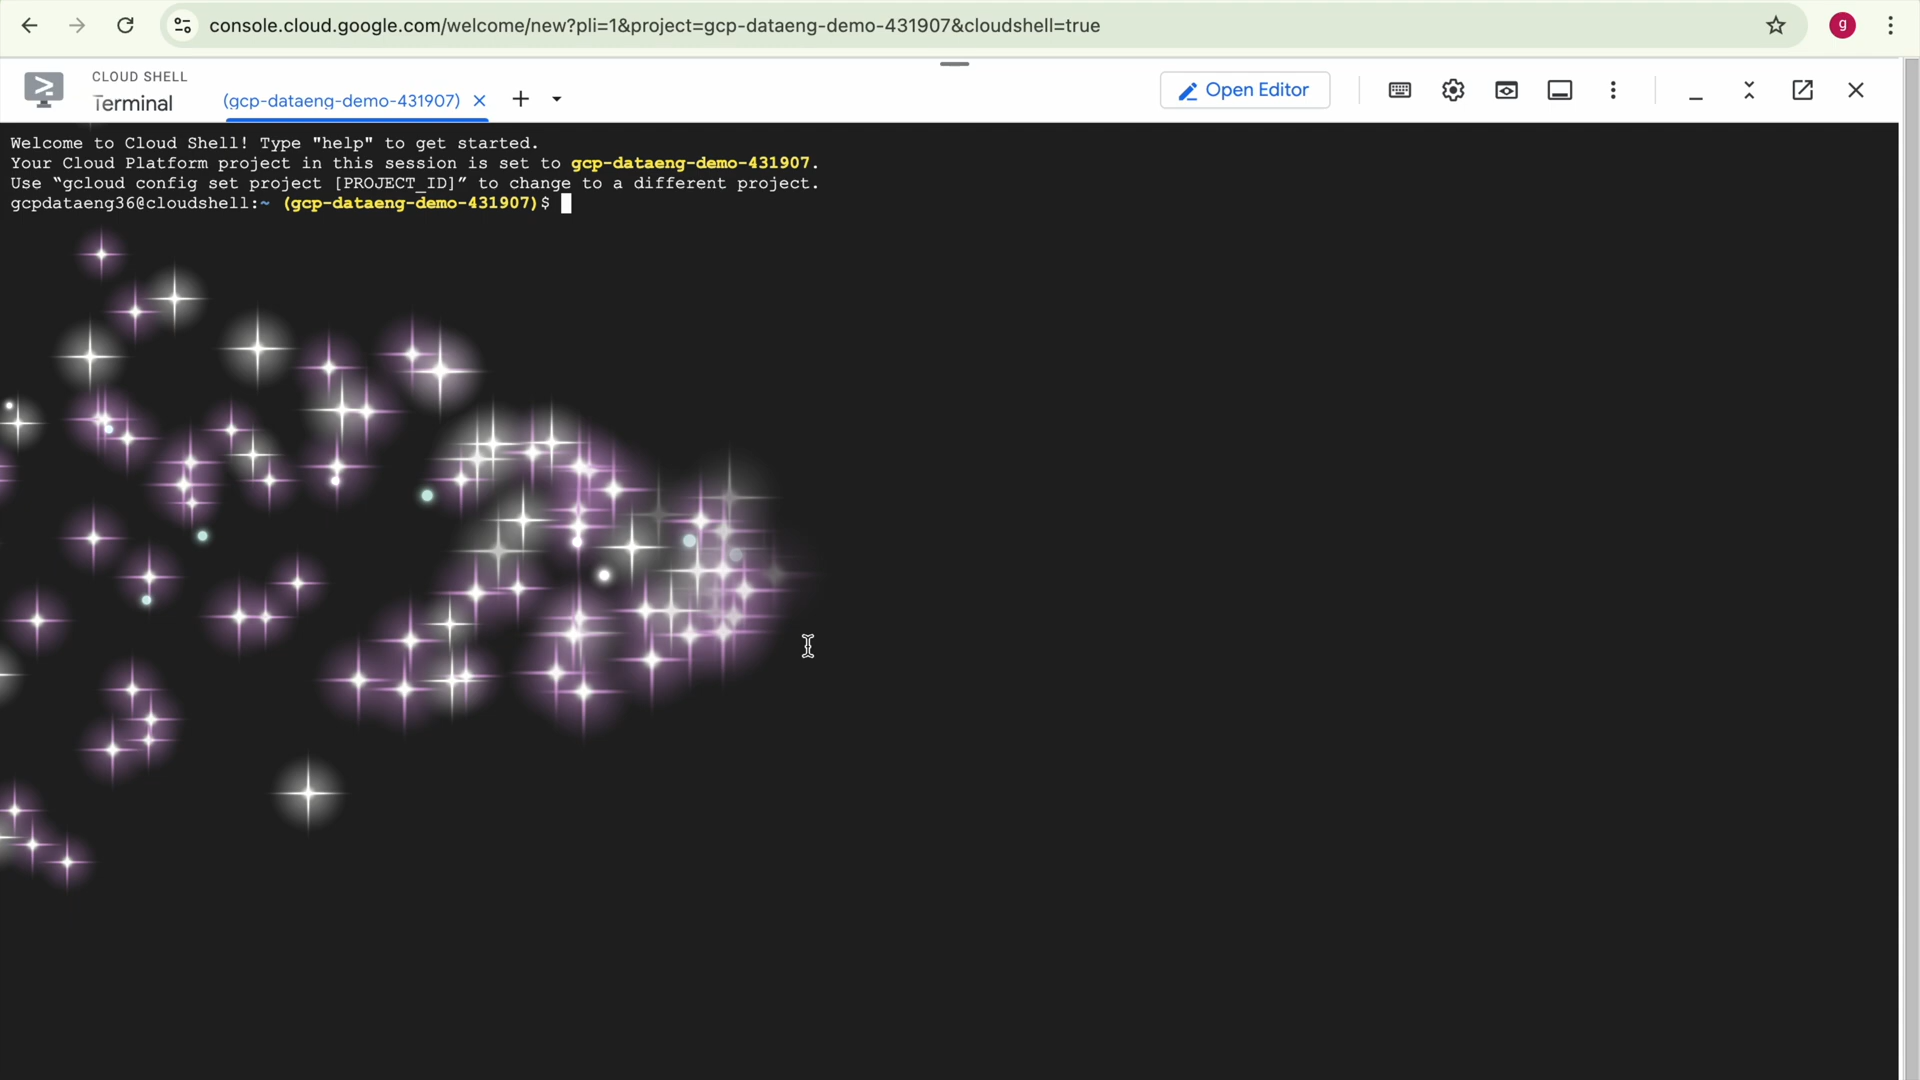 console.cloud.google.com/welcome/new?pli=1&project=gcp-dataeng-demo-431907&cloudshell=true
g
CLOUD SHELL
Terminal
(gcp-dataeng-demo-431907)
Open Editor
Welcome to Cloud Shell! Type "help" to get started.
Your Cloud Platform project in this session is set to gcp-dataeng-demo-431907.
Use “gcloud config set project [PROJECT_ID]” to change to a different project.
gcpdataeng36@cloudshell:~ (gcp-dataeng-demo-431907)$